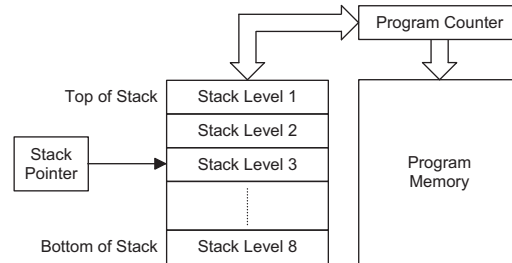 Program Counter
Top of Stack
Stack Level 1
Stack Level 2
Stack
Pointer
Stack Level 3
Program
Memory
Bottom of Stack
Stack Level 8